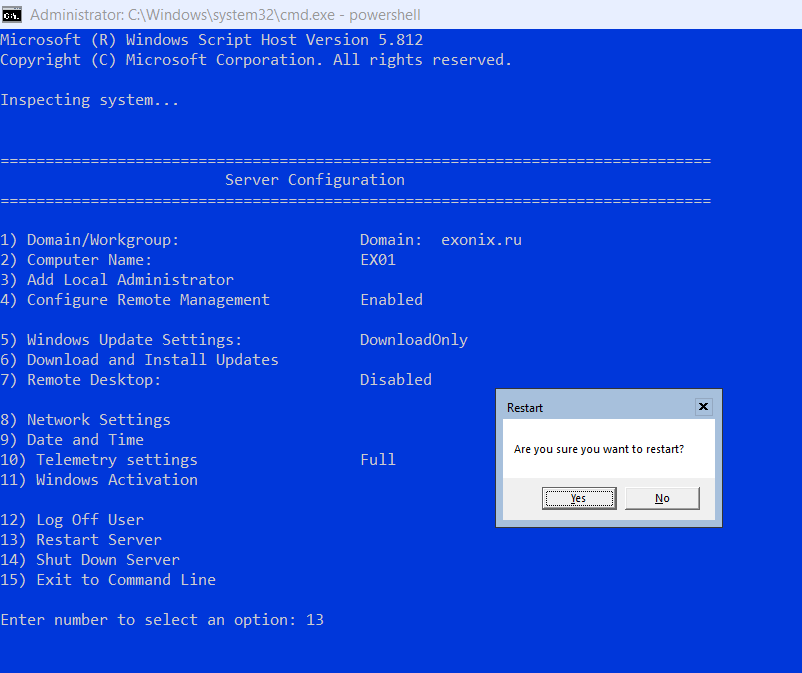 Administrator: C:\Windows\system32\cmd.exe - powershell
Microsoft (R) Windows Script Host Version 5.812
Copyright (C) Microsoft Corporation. All rights reserved.
Inspecting system...
===============================================================================
Server Configuration
===============================================================================
1) Domain/Workgroup: Domain: exonix.ru
2) Computer Name: EX01
3) Add Local Administrator
4) Configure Remote Management Enabled
5) Windows Update Settings: DownloadOnly
6) Download and Install Updates
7) Remote Desktop: Disabled
8) Network Settings
9) Date and Time
10) Telemetry settings Full
11) Windows Activation
12) Log Off User
13) Restart Server
14) Shut Down Server
15) Exit to Command Line
Enter number to select an option: 13
Restart
Are you sure you want to restart?
Yes No